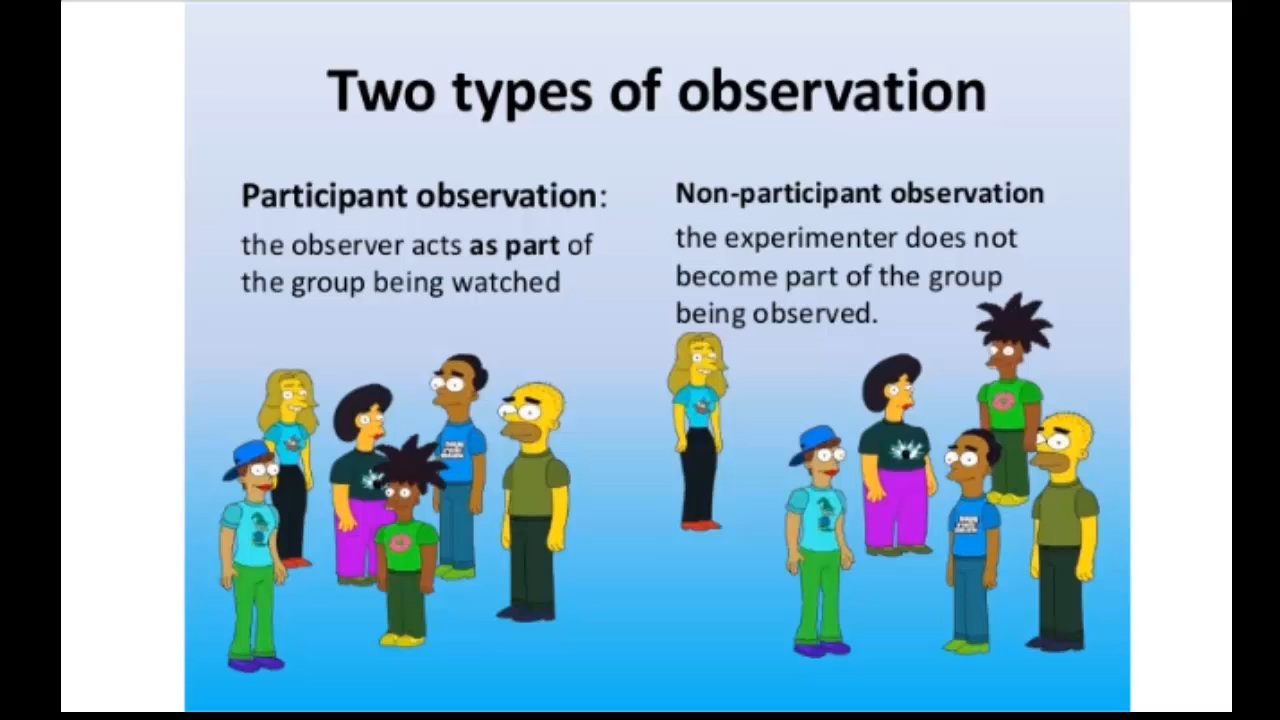 Two types of observation
Participant observation:
the observer acts as part of
the group being watched
Non-participant observation
the experimenter does not
become part of the group
being observed.